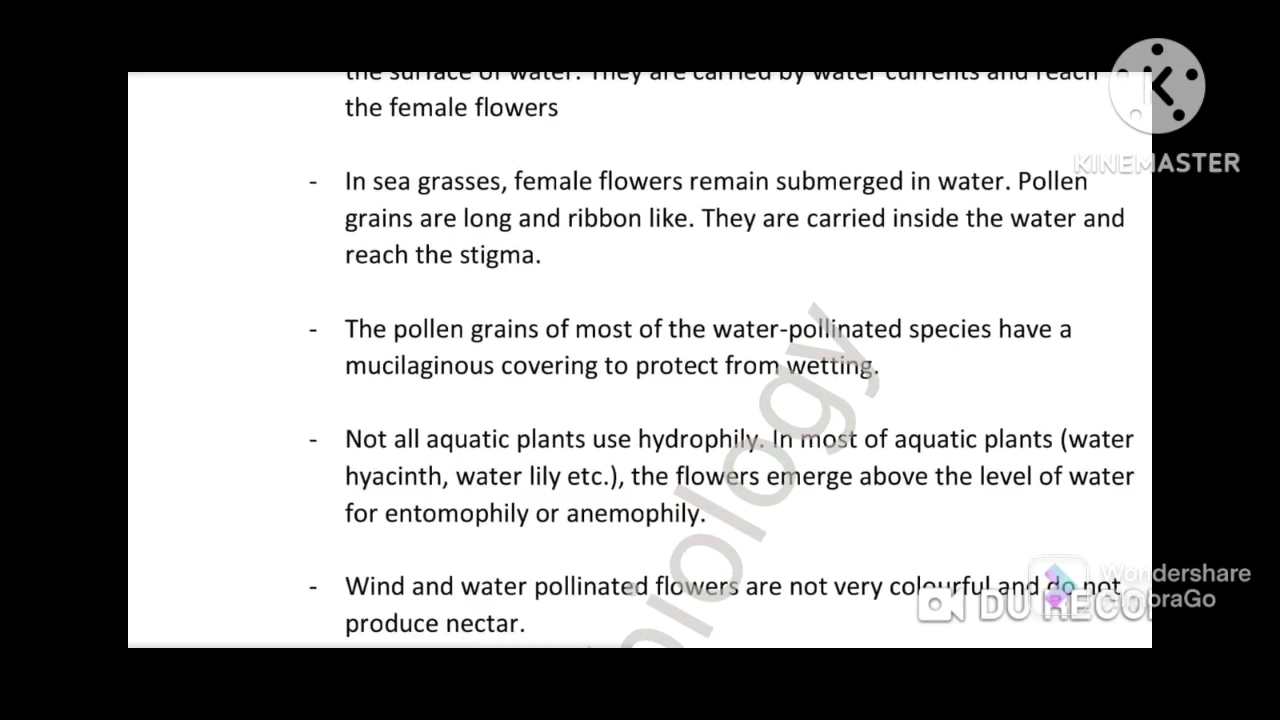 the surface of water. They are carried by water currents and reach
the female flowers
KINEMASTER
- In sea grasses, female flowers remain submerged in water. Pollen
grains are long and ribbon like. They are carried inside the water and
reach the stigma.
- The pollen grains of most of the water-pollinated species have a
mucilaginous covering to protect from wetting.
- Not all aquatic plants use hydrophily. In most of aquatic plants (water
hyacinth, water lily etc.), the flowers emerge above the level of water
for entomophily or anemophily.
- Wind and water pollinated flowers are not very colourful and do not
produce nectar.
Wondershare
DU RECO
biology